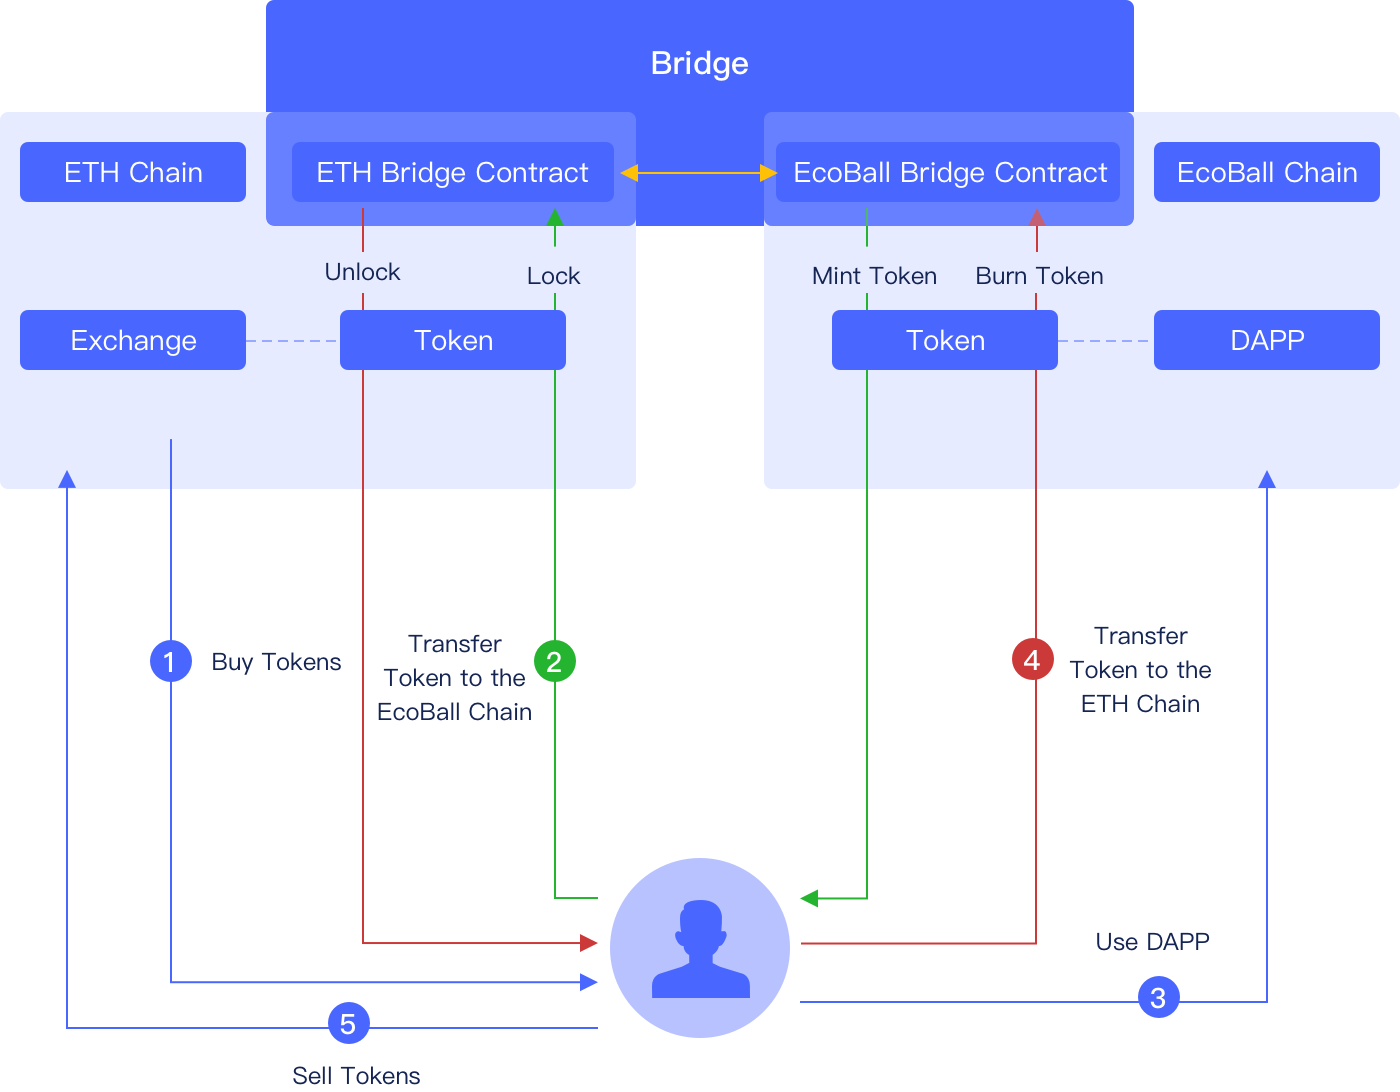 Bridge
ETH Chain
ETH Bridge Contract
EcoBall Bridge Contract
EcoBall Chain
Unlock
Lock
Mint Token
Burn Token
Exchange
Token
Token
DAPP
1
Buy Tokens
Transfer
Token to the
EcoBall Chain
2
4
Transfer
Token to the
ETH Chain
Use DAPP
3
5
Sell Tokens